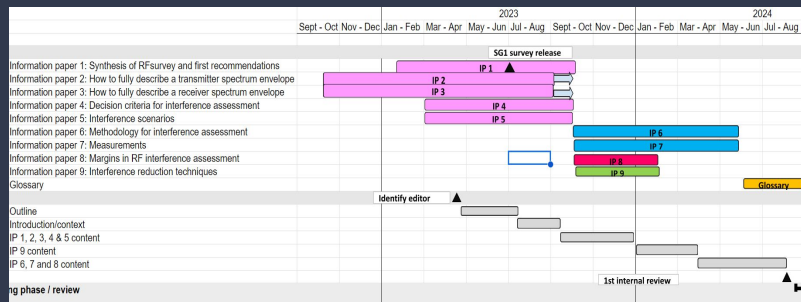 2023 2024
Sept - Oct Nov - Dec Jan - Feb Mar - Apr May - Jun Jul - Aug Sept - Oct Nov - Dec Jan - Feb Mar - Apr May - Jun Jul - Aug
SG1 survey release
Information paper 1: Synthesis of RFsurvey and first recommendations IP 1
Information paper 2: How to fully describe a transmitter spectrum envelope IP 2
Information paper 3: How to fully describe a receiver spectrum envelope IP 3
Information paper 4: Decision criteria for interference assessment IP 4
Information paper 5: Interference scenarios IP 5
Information paper 6: Methodology for interference assessment IP 6
Information paper 7: Measurements IP 7
Information paper 8: Margins in RF interference assessment IP 8
Information paper 9: Interference reduction techniques IP 9
Glossary Glossary
Identify editor
Outline
Introduction/context
IP 1, 2, 3, 4 & 5 content
IP 9 content
IP 6, 7 and 8 content
1st internal review
ng phase / review